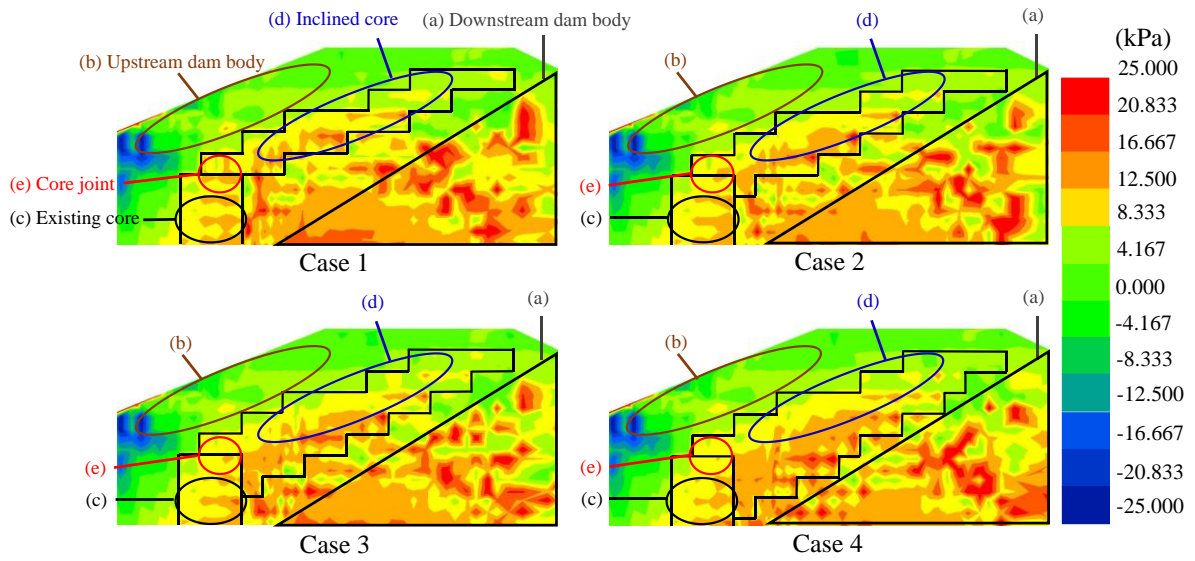 (d) Inclined core
(a) Downstream dam body
(b) Upstream dam body
(e) Core joint
(c) Existing core
Case 1
(a)
(d)
(b)
(e)
(c)
Case 2
(kPa)
25.000
20.833
16.667
12.500
8.333
4.167
0.000
-4.167
-8.333
-12.500
-16.667
-20.833
-25.000
(a)
(d)
(b)
(e)
(c)
Case 3
(a)
(d)
(b)
(e)
(c)
Case 4